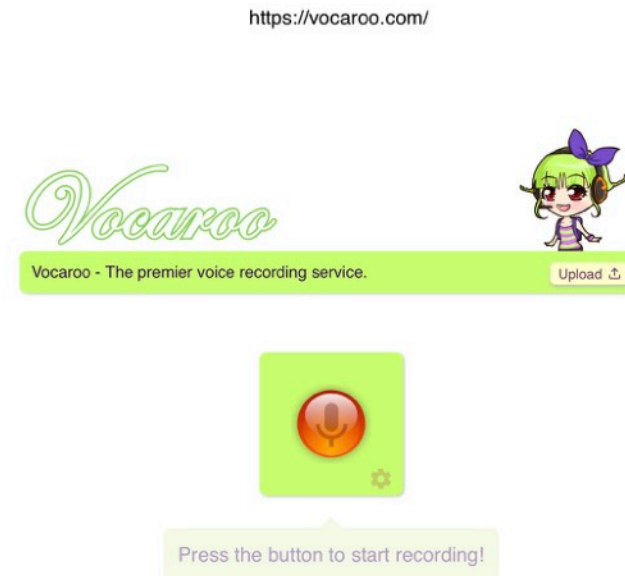 https://vocaroo.com/
Vocaroo
Vocaroo - The premier voice recording service.
Upload
Press the button to start recording!